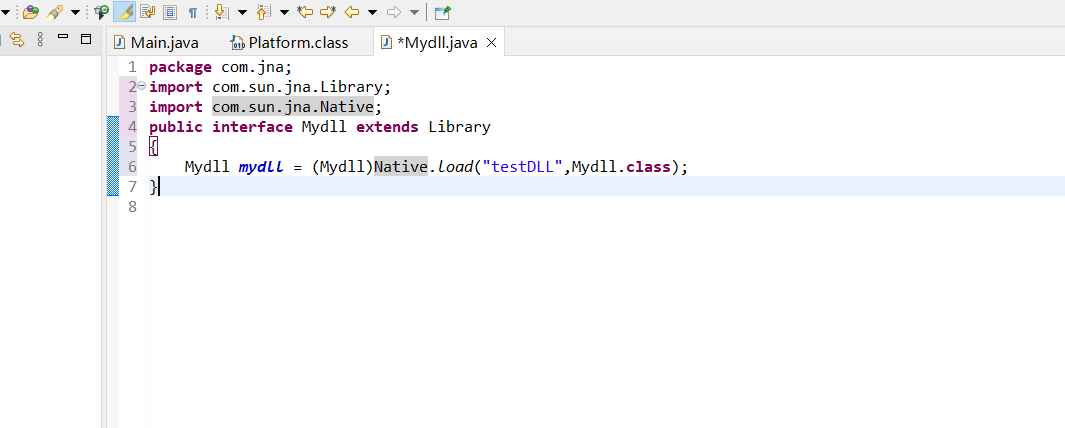 Main.java Platform.class *Mydll.java
1 package com.jna;
2 import com.sun.jna.Library;
3 import com.sun.jna.Native;
4 public interface Mydll extends Library
5 {
6     Mydll mydll = (Mydll)Native.load("testDLL",Mydll.class);
7 }
8